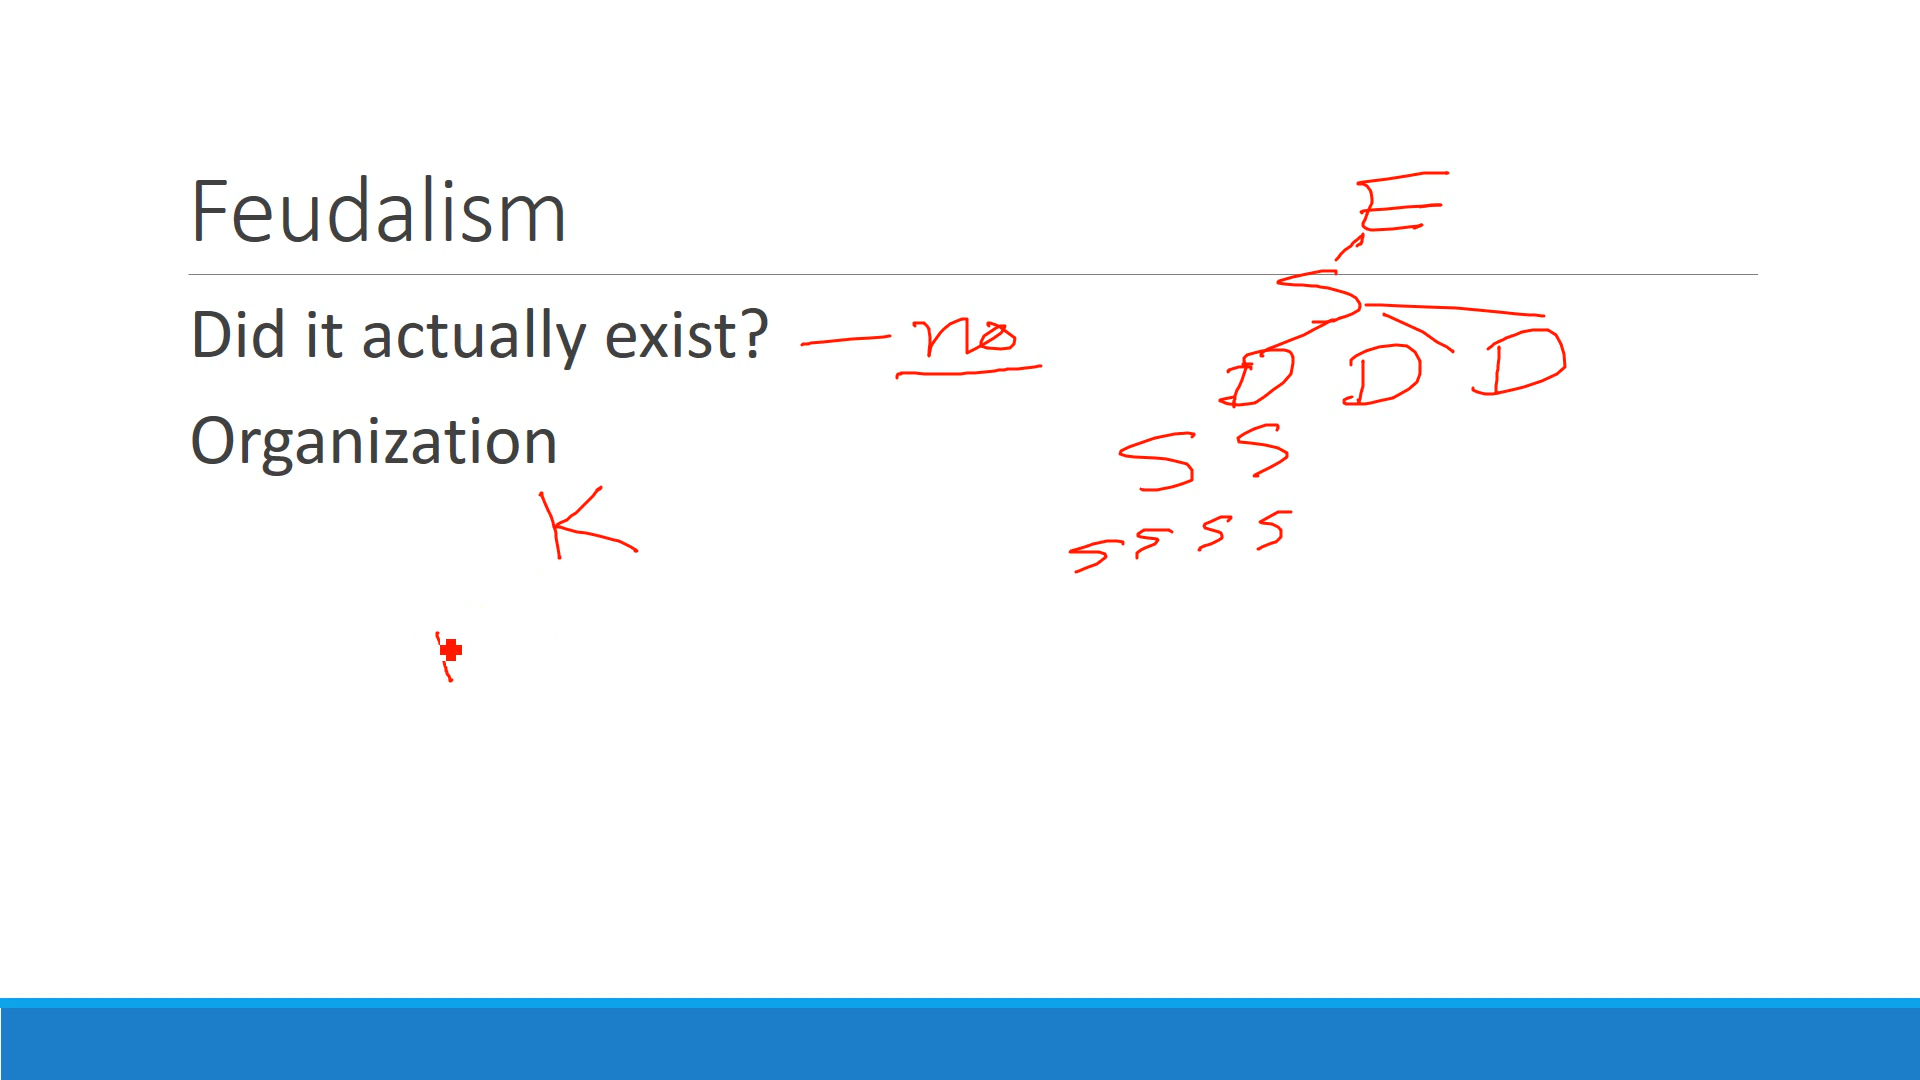 Feudalism
E
S
Did it actually exist? — no
D D D
Organization
S S
K
S S S S